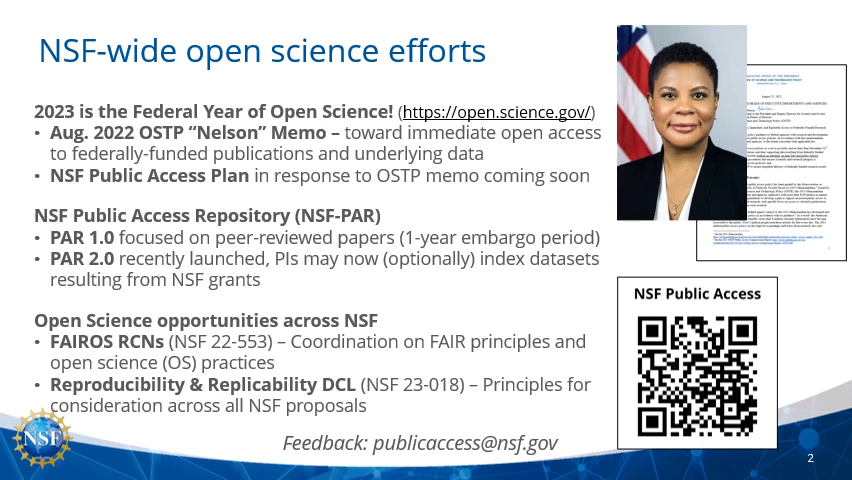 NSF-wide open science efforts
2023 is the Federal Year of Open Science! (https://open.science.gov/)
• Aug. 2022 OSTP “Nelson” Memo – toward immediate open access
to federally-funded publications and underlying data
• NSF Public Access Plan in response to OSTP memo coming soon
NSF Public Access Repository (NSF-PAR)
• PAR 1.0 focused on peer-reviewed papers (1-year embargo period)
• PAR 2.0 recently launched, PIs may now (optionally) index datasets
resulting from NSF grants
Open Science opportunities across NSF
• FAIROS RCNs (NSF 22-553) – Coordination on FAIR principles and
open science (OS) practices
• Reproducibility & Replicability DCL (NSF 23-018) – Principles for
consideration across all NSF proposals
Feedback: publicaccess@nsf.gov
NSF Public Access
NSF
2